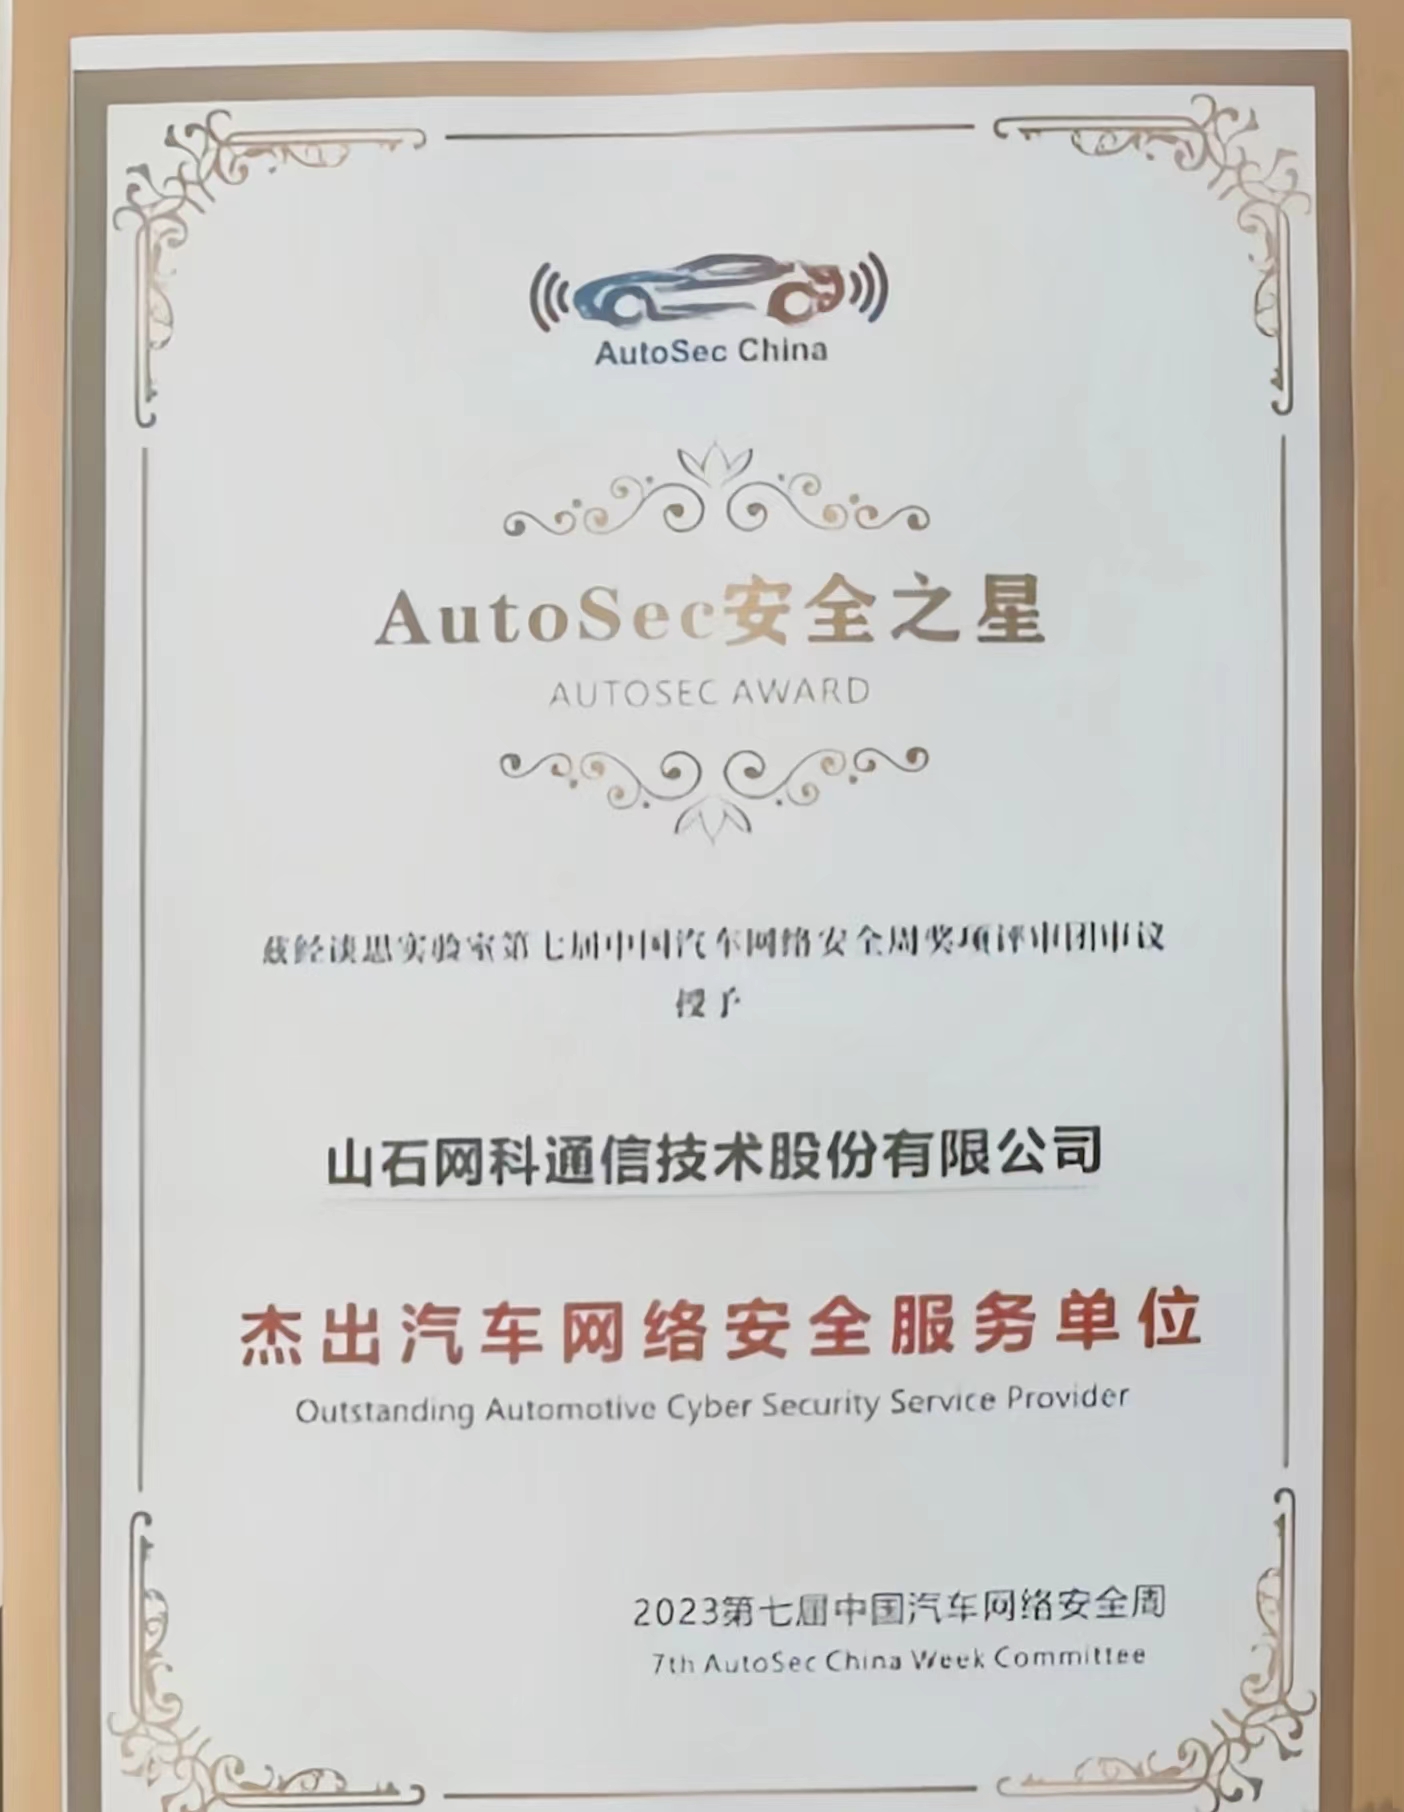 AutoSec China
AutoSec安全之星
AUTOSEC AWARD
兹经谈思实验室第七届中国汽车网络安全周奖项评审团审议
授予
山石网科通信技术股份有限公司
杰出汽车网络安全服务单位
Outstanding Automotive Cyber Security Service Provider
2023第七届中国汽车网络安全周
7th AutoSec China Week Committee